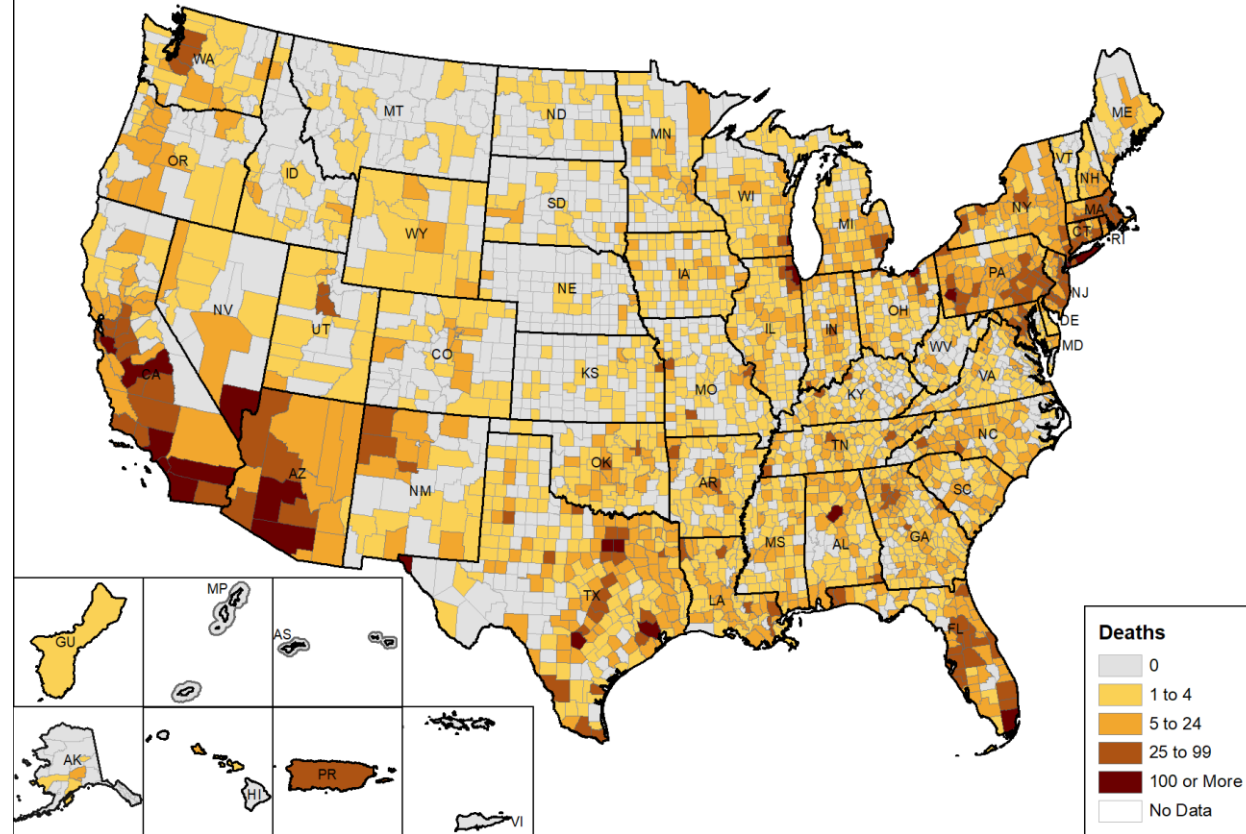 WA
MT
ND
MN
ME
VT
NH
OR
ID
SD
WI
MI
NY
MA
CT
RI
WY
IA
PA
NJ
NV
UT
CO
NE
IL
IN
OH
DE
MD
WV
VA
CA
KS
MO
KY
AZ
NM
OK
AR
TN
NC
SC
MS
AL
GA
TX
LA
FL
MP
GU
AS
AK
HI
PR
VI
Deaths
0
1 to 4
5 to 24
25 to 99
100 or More
No Data